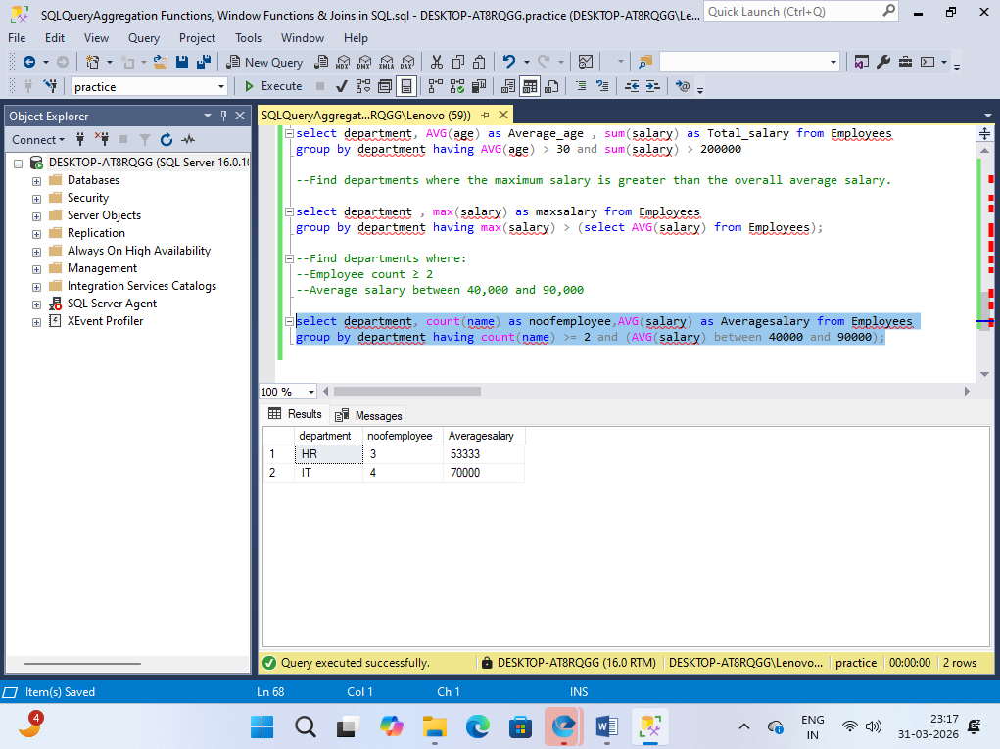 SQLQueryAggregation Functions, Window Functions & Joins in SQL.sql - DESKTOP-AT8RQGG.practice (DESKTOP-AT8RQGG\Le...
Quick Launch (Ctrl+Q)
File Edit View Query Project Tools Window Help
New Query MDX DMX XMLA DAX
practice Execute
Object Explorer
SQLQueryAggregat...RQGG\Lenovo (59))
Connect
DESKTOP-AT8RQGG (SQL Server 16.0.10
Databases
Security
Server Objects
Replication
Always On High Availability
Management
Integration Services Catalogs
SQL Server Agent
XEvent Profiler
select department, AVG(age) as Average_age , sum(salary) as Total_salary from Employees
group by department having AVG(age) > 30 and sum(salary) > 200000
--Find departments where the maximum salary is greater than the overall average salary.
select department , max(salary) as maxsalary from Employees
group by department having max(salary) > (select AVG(salary) from Employees);
--Find departments where:
--Employee count ≥ 2
--Average salary between 40,000 and 90,000
select department, count(name) as noofemployee,AVG(salary) as Averagesalary from Employees
group by department having count(name) >= 2 and (AVG(salary) between 40000 and 90000);
100 %
Results Messages
department noofemployee Averagesalary
1 HR 3 53333
2 IT 4 70000
Query executed successfully. DESKTOP-AT8RQGG (16.0 RTM) DESKTOP-AT8RQGG\Lenovo... practice 00:00:00 2 rows
Item(s) Saved Ln 68 Col 1 Ch 1 INS
4
ENG
IN
23:17
31-03-2026